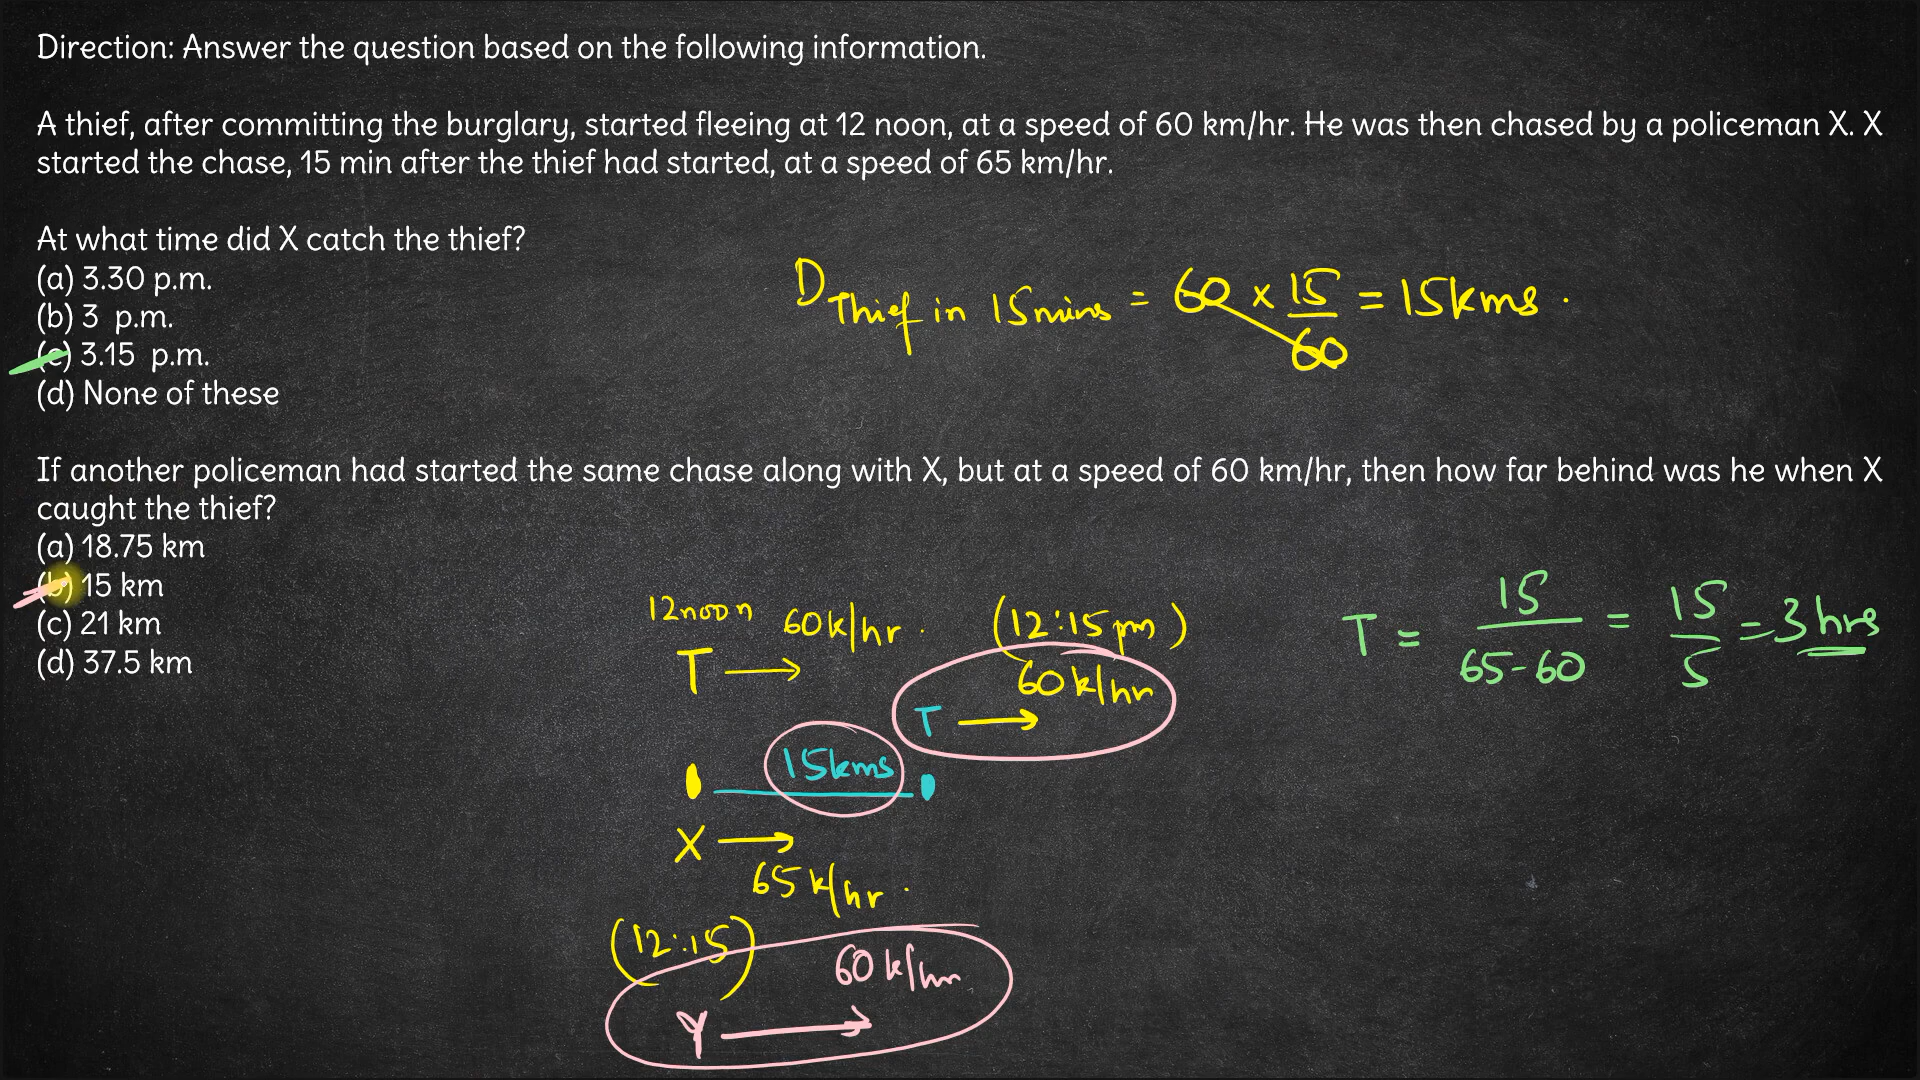 Direction: Answer the question based on the following information.
A thief, after committing the burglary, started fleeing at 12 noon, at a speed of 60 km/hr. He was then chased by a policeman X. X
started the chase, 15 min after the thief had started, at a speed of 65 km/hr.
At what time did X catch the thief?
(a) 3.30 p.m.
(b) 3 p.m.
(c) 3.15 p.m.
(d) None of these
D Thief in 15mins = 60 x 15/60 = 15kms.
If another policeman had started the same chase along with X, but at a speed of 60 km/hr, then how far behind was he when X
caught the thief?
(a) 18.75 km
(b) 15 km
(c) 21 km
(d) 37.5 km
12noon 60k/hr. (12:15pm)
T → 60k/hr
T →
T = 15/65-60 = 15/5 = 3hrs
15kms
X →
65k/hr.
(12:15)
60k/hr
Y →